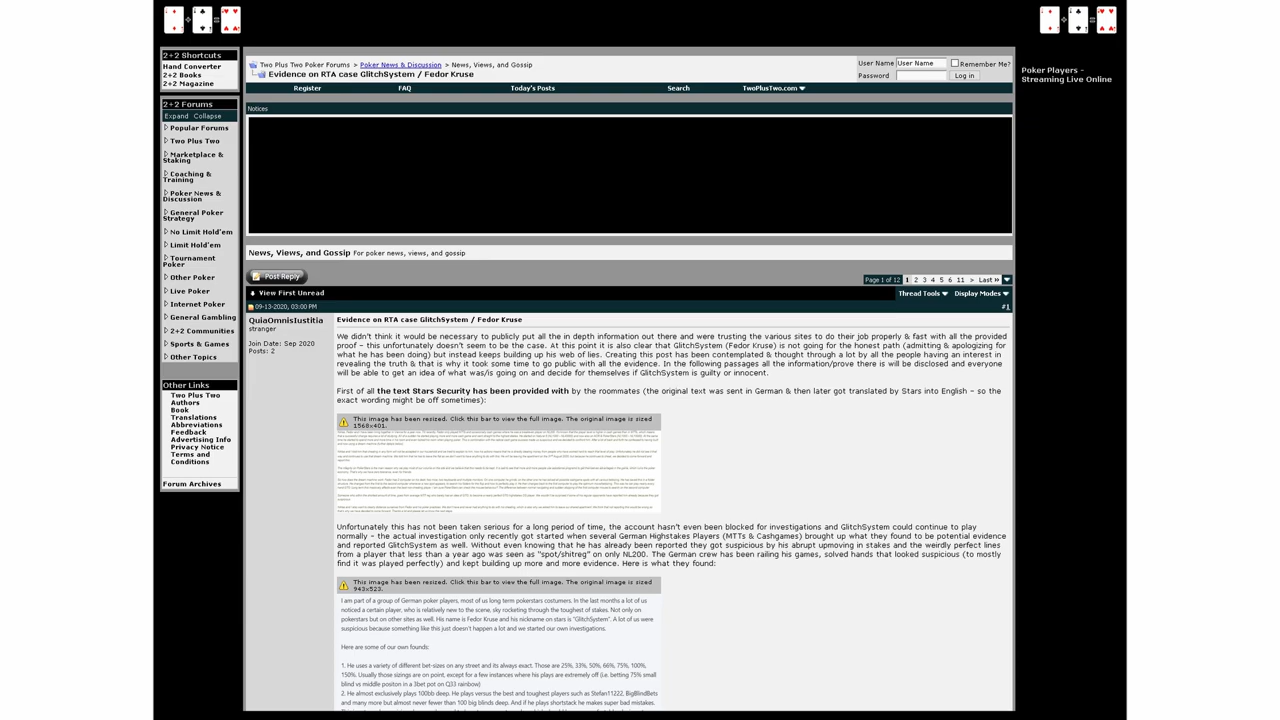 2+2 Shortcuts
Hand Converter
2+2 Books
2+2 Magazine
2+2 Forums
Expand Collapse
Popular Forums
Two Plus Two
Marketplace &
Staking
Coaching &
Training
Poker News &
Discussion
General Poker
Strategy
No Limit Hold'em
Limit Hold'em
Tournament
Poker
Other Poker
Live Poker
Internet Poker
General Gambling
2+2 Communities
Sports & Games
Other Topics
Other Links
Two Plus Two
Authors
Book
Translations
Abbreviations
Feedback
Advertising Info
Privacy Notice
Terms and
Conditions
Forum Archives
Two Plus Two Poker Forums > Poker News & Discussion > News, Views, and Gossip
Evidence on RTA case GlitchSystem / Fedor Kruse
User Name User Name Remember Me?
Password Log in
Register FAQ Today's Posts Search TwoPlusTwo.com
Notices
News, Views, and Gossip For poker news, views, and gossip
Post Reply
Page 1 of 12 1 2 3 4 5 6 11 > Last »
View First Unread Thread Tools Display Modes
09-13-2020, 03:00 PM #1
QuiaOmnisIustitia
stranger
Join Date: Sep 2020
Posts: 2
Evidence on RTA case GlitchSystem / Fedor Kruse
We didn't think it would be necessary to publicly put all the in depth information out there and were trusting the various sites to do their job properly & fast with all the provided
proof – this unfortunately doesn't seem to be the case. At this point it is also clear that GlitchSystem (Fedor Kruse) is not going for the honest path (admitting & apologizing for
what he has been doing) but instead keeps building up his web of lies. Creating this post has been contemplated & thought through a lot by all the people having an interest in
revealing the truth & that is why it took some time to go public with all the evidence. In the following passages all the information/prove there is will be disclosed and everyone
will be able to get an idea of what was/is going on and decide for themselves if GlitchSystem is guilty or innocent.
First of all the text Stars Security has been provided with by the roommates (the original text was sent in German & then later got translated by Stars into English – so the
exact wording might be off sometimes):
This image has been resized. Click this bar to view the full image. The original image is sized
1568x401.
Unfortunately this has not been taken serious for a long period of time, the account hasn't even been blocked for investigations and GlitchSystem could continue to play
normally – the actual investigation only recently got started when several German Highstakes Players (MTTs & Cashgames) brought up what they found to be potential evidence
and reported GlitchSystem as well. Without even knowing that he has already been reported they got suspicious by his abrupt upmoving in stakes and the weirdly perfect lines
from a player that less than a year ago was seen as "spot/shitreg" on only NL200. The German crew has been railing his games, solved hands that looked suspicious (to mostly
find it was played perfectly) and kept building up more and more evidence. Here is what they found:
This image has been resized. Click this bar to view the full image. The original image is sized
943x523.
I am part of a group of German poker players, most of us long term pokerstars costumers. In the last months a lot of us
noticed a certain player, who is relatively new to the scene, sky rocketing through the toughest of stakes. Not only on
pokerstars but on other sites as well. His name is Fedor Kruse and his nickname on stars is "GlitchSystem". A lot of us were
suspicious because something like this just doesn't happen a lot and we started our own investigations.
Here are some of our own founds:
1. He uses a variety of different bet-sizes on any street and its always exact. Those are 25%, 33%, 50%, 66%, 75%, 100%,
150%. Usually those sizings are on point, except for a few instances where his plays are extremely off (i.e. betting 75% small
blind vs middle positon in a 3bet pot on Q33 rainbow)
2. He almost exclusively plays 100bb deep. He plays versus the best and toughest players such as Stefan11222, BigBlindBets
and many more but almost never fewer than 100 big blinds deep. And if he plays shortstack he makes super bad mistakes.
Poker Players -
Streaming Live Online